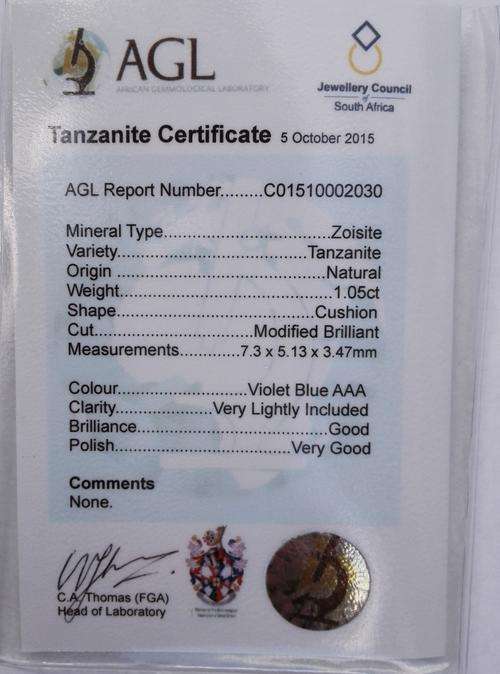 AGL
AFRICAN GEMMOLOGICAL LABORATORY
Jewellery Council
of
South Africa
Tanzanite Certificate 5 October 2015
AGL Report Number.........C01510002030
Mineral Type....................................Zoisite
Variety.........................................Tanzanite
Origin .............................................Natural
Weight.............................................1.05ct
Shape...........................................Cushion
Cut..................................Modified Brilliant
Measurements.............7.3 x 5.13 x 3.47mm
Colour...........................Violet Blue AAA
Clarity....................Very Lightly Included
Brilliance........................................Good
Polish......................................Very Good
Comments
None.
C.A. Thomas (FGA)
Head of Laboratory